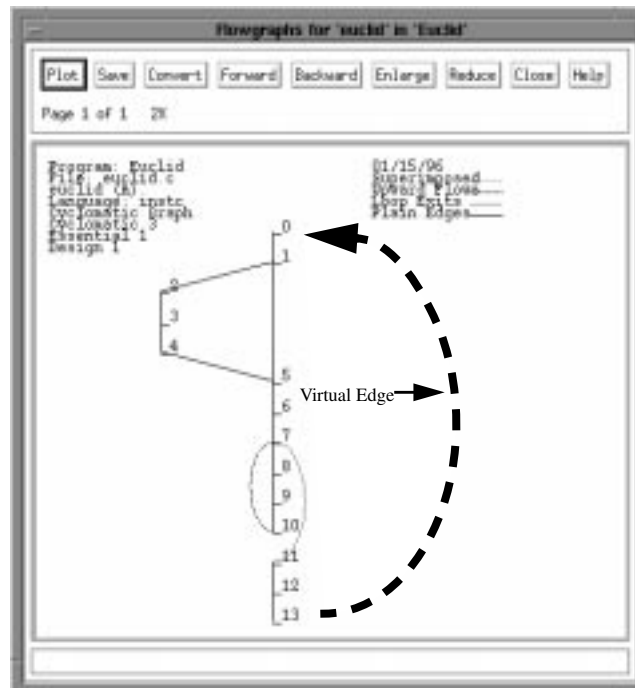 Flowgraphs for 'euclid' in 'Euclid'
Plot Save Convert Forward Backward Enlarge Reduce Close Help
Page 1 of 1 2X
Program: Euclid
File: euclid.c
euclid (A)
Language: instc
Cyclomatic Graph
Cyclomatic 3
Essential 1
Design 1
01/15/96
Superimposed
Upward Flows
Loop Exits
Plain Edges
0
1
2
3
4
5
6
Virtual Edge
7
8
9
10
11
12
13